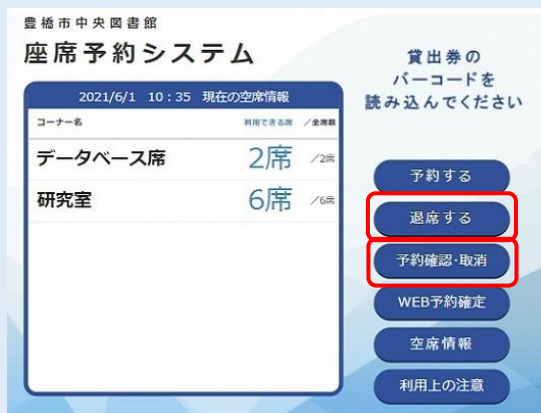 豊橋市中央図書館
座席予約システム
2021/6/1 10:35 現在の空席情報
コーナー名 利用できる席 /全席数
データベース席 2席 /2席
研究室 6席 /6席
貸出券の
バーコードを
読み込んでください
予約する
退席する
予約確認・取消
WEB予約確定
空席情報
利用上の注意